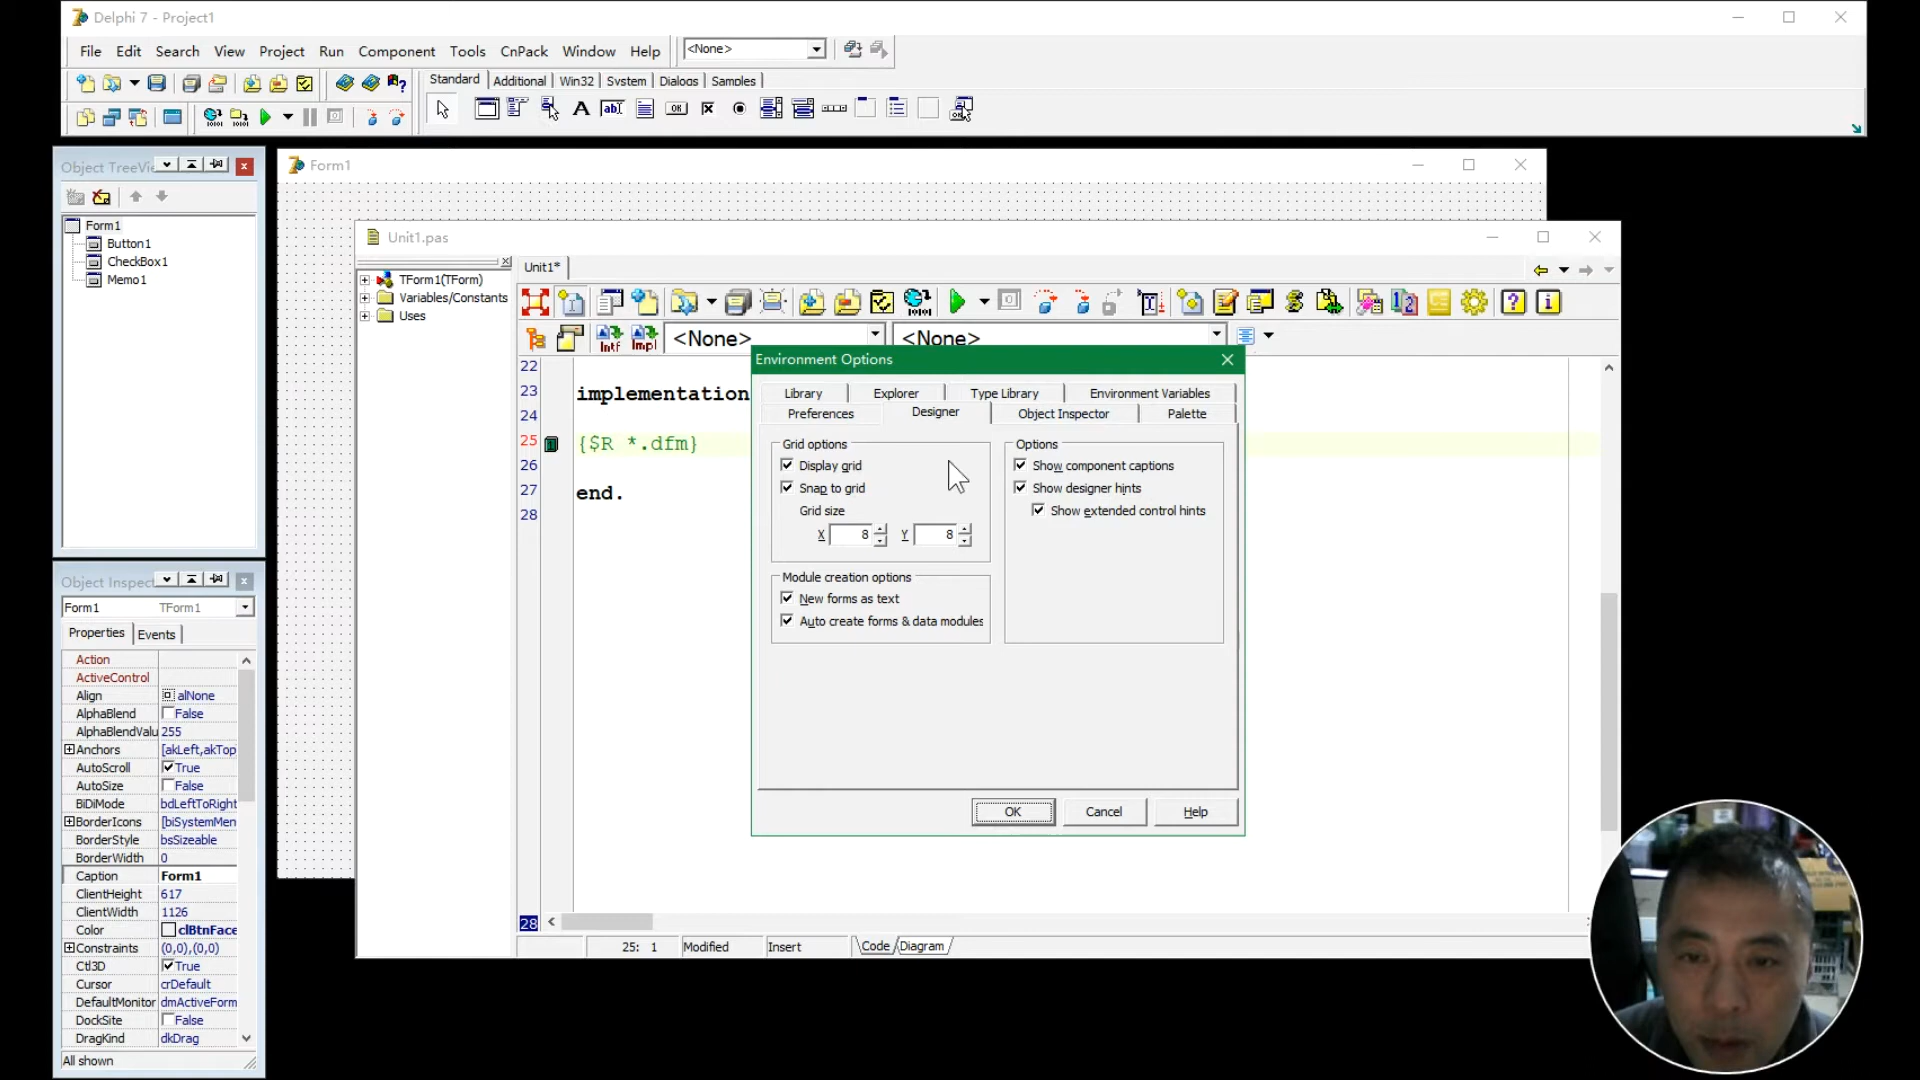 Delphi 7 - Project1
File Edit Search View Project Run Component Tools CnPack Window Help <None>
Standard Additional Win32 System Dialogs Samples
Object TreeVie
Form1
Button1
CheckBox1
Memo1
Form1
Unit1.pas
Unit1*
TForm1(TForm)
Variables/Constants
Uses
Intf Impl <None> <None>
22
23 implementation
24
25 {$R *.dfm}
26
27 end.
28
28
25: 1 Modified Insert Code Diagram
Environment Options
Library Explorer Type Library Environment Variables
Preferences Designer Object Inspector Palette
Grid options
Display grid
Snap to grid
Grid size
X 8 Y 8
Module creation options
New forms as text
Auto create forms & data modules
Options
Show component captions
Show designer hints
Show extended control hints
OK Cancel Help
Object Inspect
Form1 TForm1
Properties Events
Action
ActiveControl
Align alNone
AlphaBlend False
AlphaBlendValu 255
Anchors [akLeft,akTop
AutoScroll True
AutoSize False
BiDiMode bdLeftToRight
BorderIcons [biSystemMen
BorderStyle bsSizeable
BorderWidth 0
Caption Form1
ClientHeight 617
ClientWidth 1126
Color clBtnFace
Constraints (0,0),(0,0)
Ctl3D True
Cursor crDefault
DefaultMonitor dmActiveForm
DockSite False
DragKind dkDrag
All shown